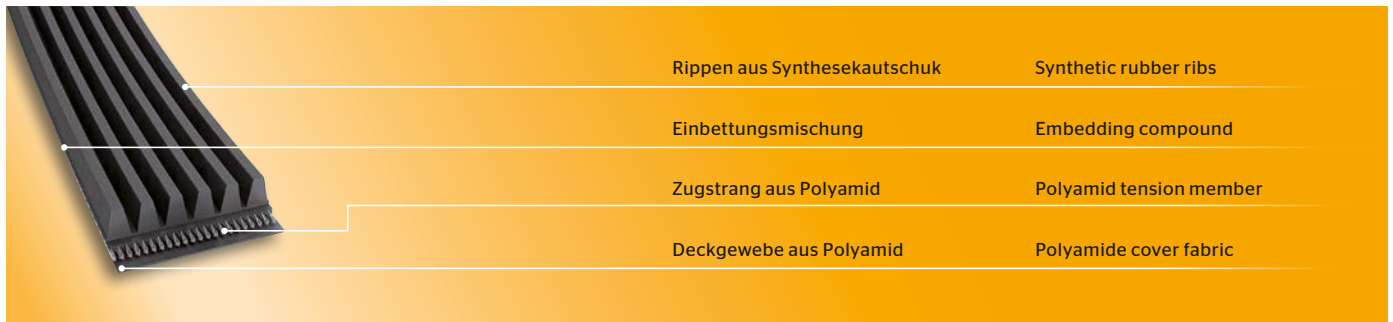 Rippen aus Synthesekautschuk Synthetic rubber ribs
Einbettungsmischung Embedding compound
Zugstrang aus Polyamid Polyamid tension member
Deckgewebe aus Polyamid Polyamide cover fabric